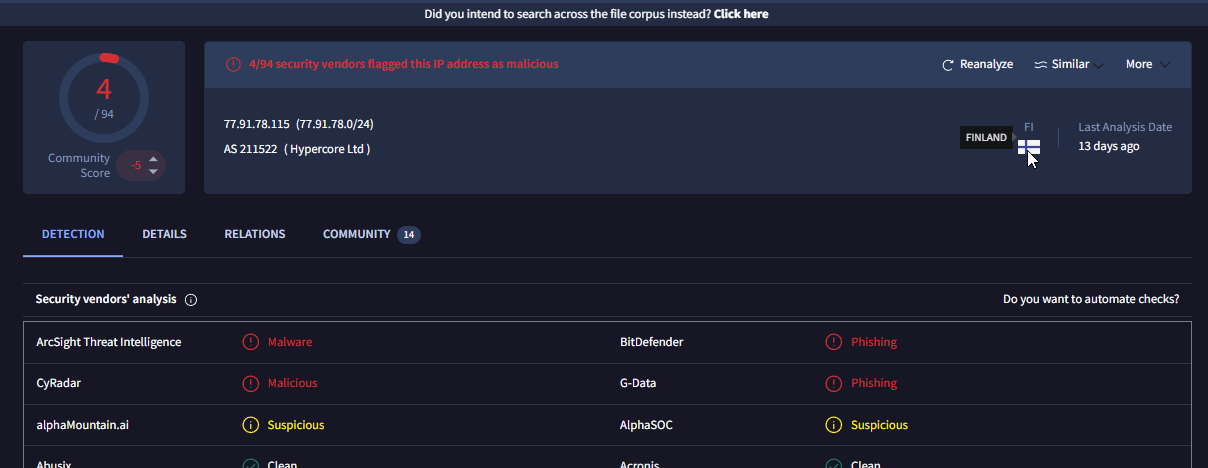 Did you intend to search across the file corpus instead? Click here
4
/ 94
Community
Score
-5
4/94 security vendors flagged this IP address as malicious
Reanalyze
Similar
More
77.91.78.115 (77.91.78.0/24)
AS 211522 ( Hypercore Ltd )
FINLAND
FI
Last Analysis Date
13 days ago
DETECTION
DETAILS
RELATIONS
COMMUNITY 14
Security vendors' analysis
Do you want to automate checks?
ArcSight Threat Intelligence Malware BitDefender Phishing
CyRadar Malicious G-Data Phishing
alphaMountain.ai Suspicious AlphaSOC Suspicious
Abusix Clean Acronis Clean